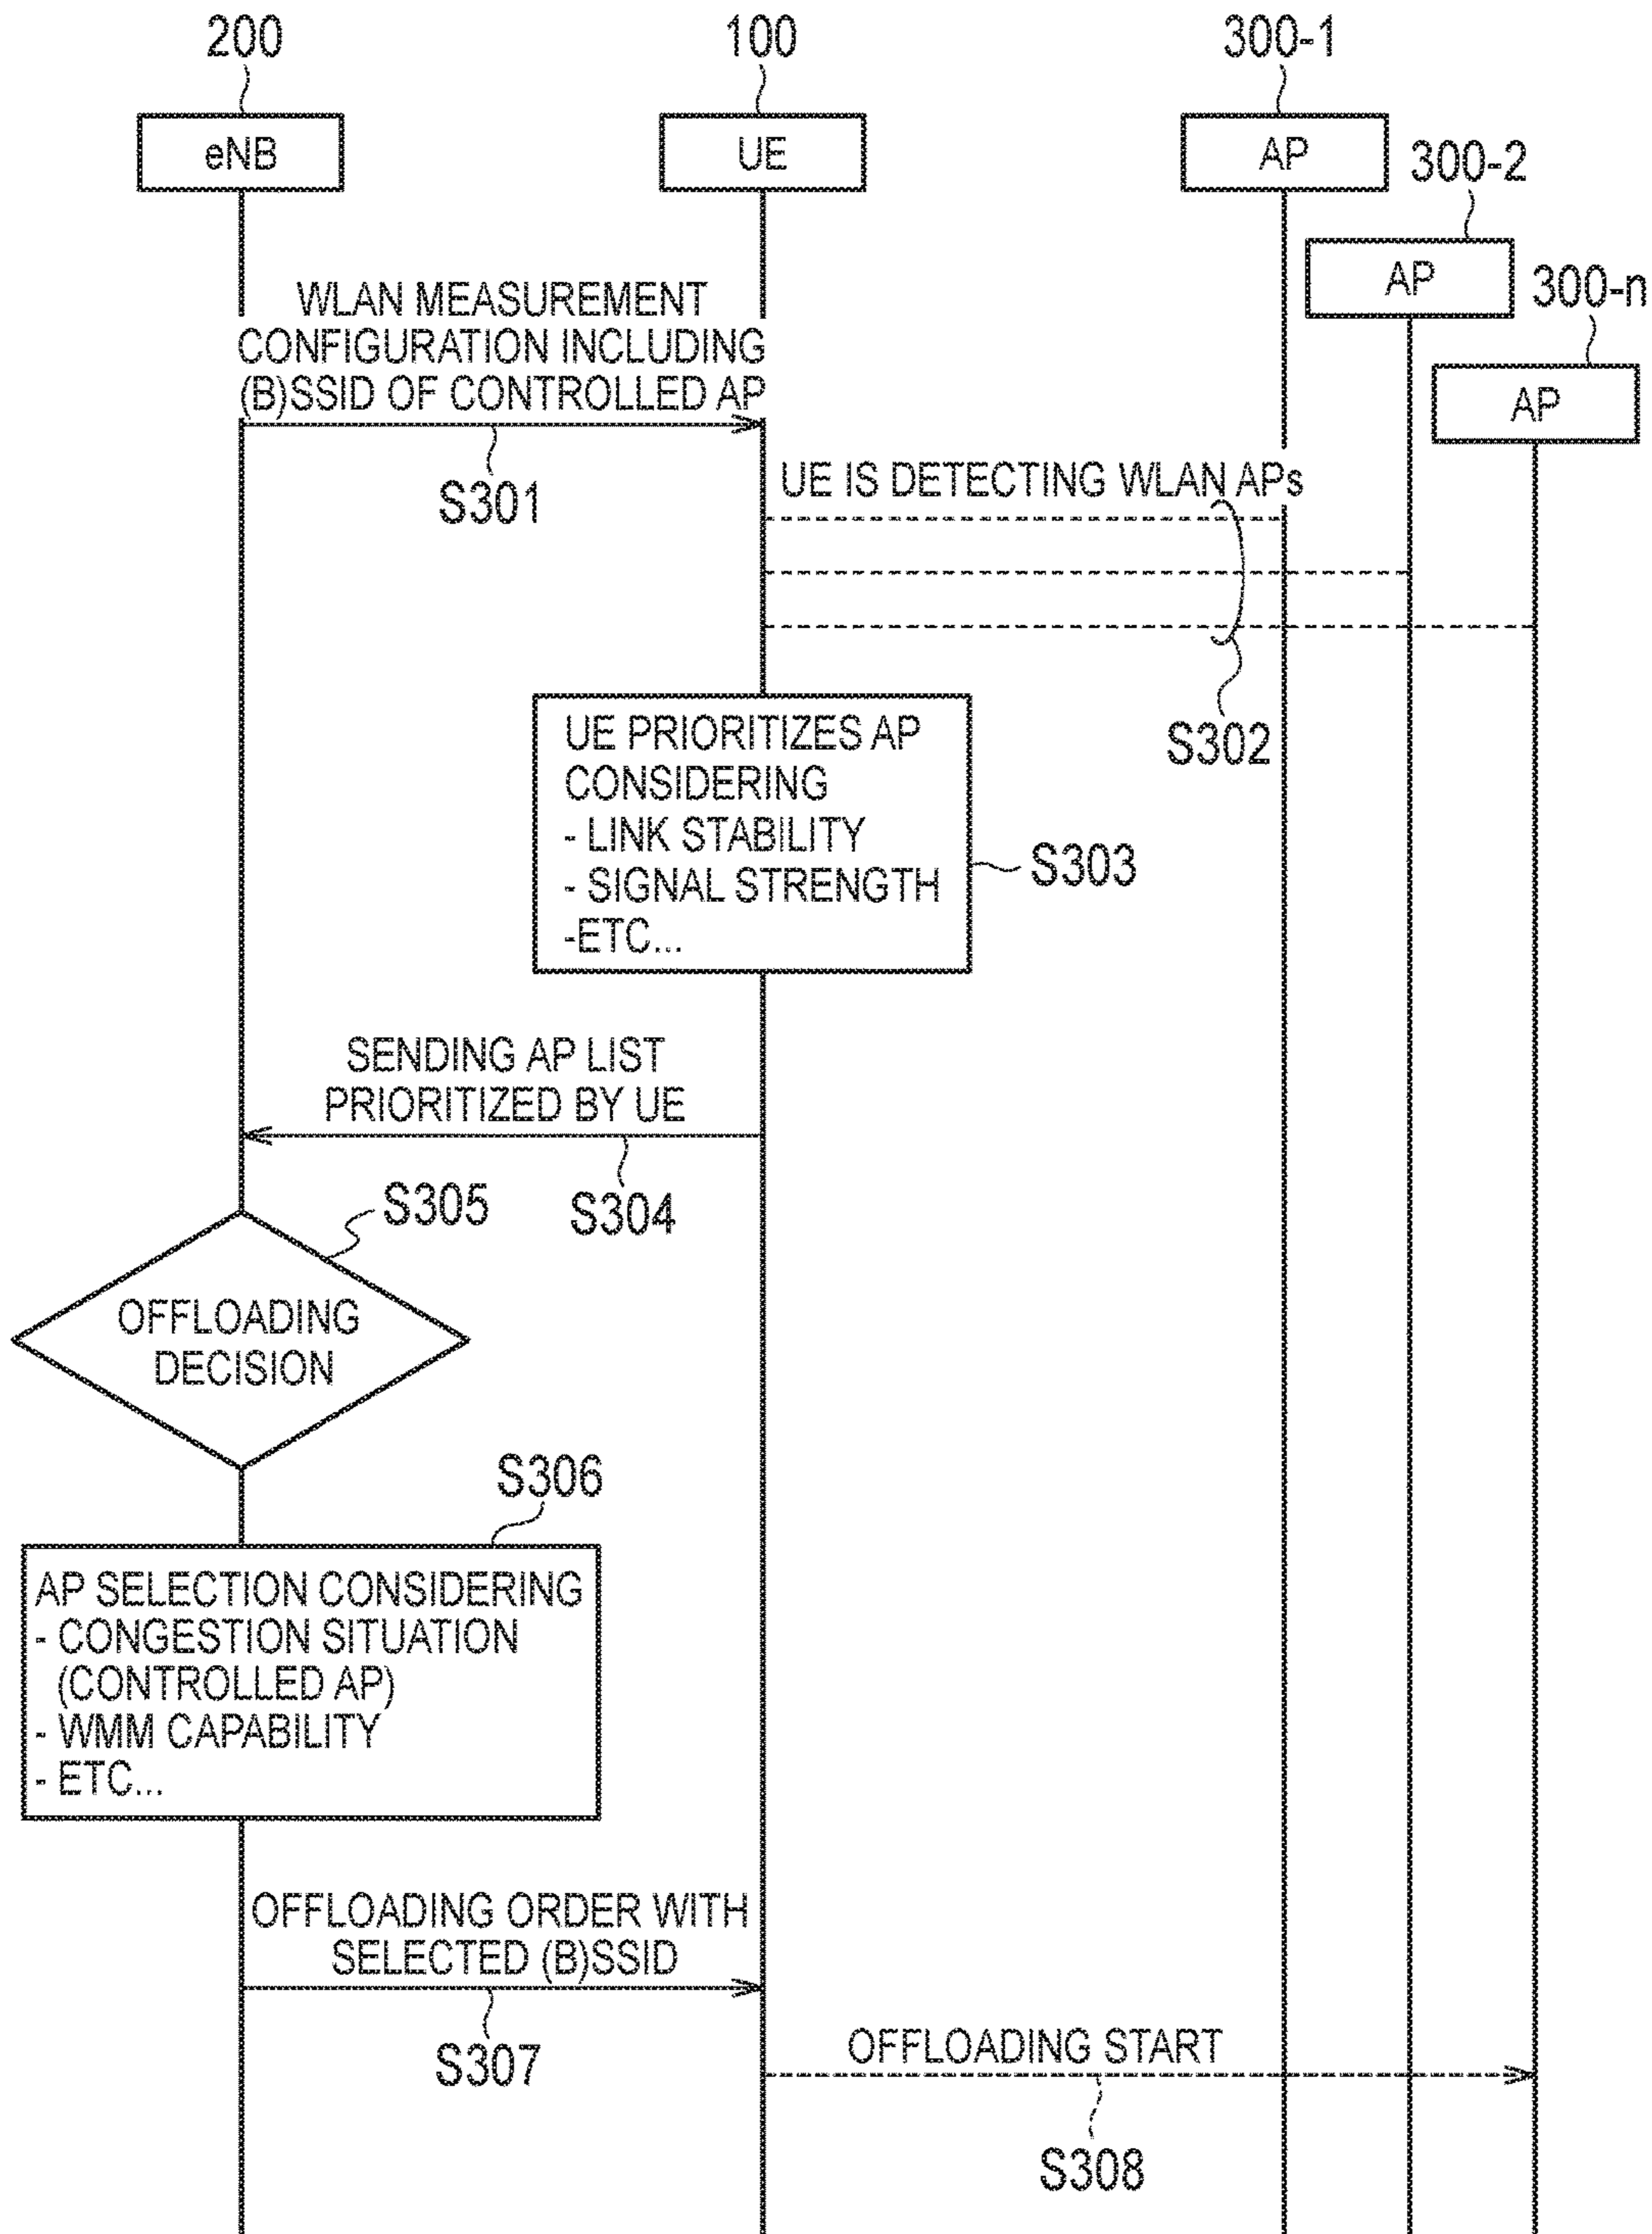 200
100
300-1
eNB
UE
AP
300-2
AP
300-n
AP
WLAN MEASUREMENT
CONFIGURATION INCLUDING
(B)SSID OF CONTROLLED AP
S301
UE IS DETECTING WLAN APs
S302
UE PRIORITIZES AP
CONSIDERING
- LINK STABILITY
- SIGNAL STRENGTH
-ETC...
S303
SENDING AP LIST
PRIORITIZED BY UE
S304
S305
OFFLOADING
DECISION
S306
AP SELECTION CONSIDERING
- CONGESTION SITUATION
(CONTROLLED AP)
- WMM CAPABILITY
- ETC...
OFFLOADING ORDER WITH
SELECTED (B)SSID
S307
OFFLOADING START
S308